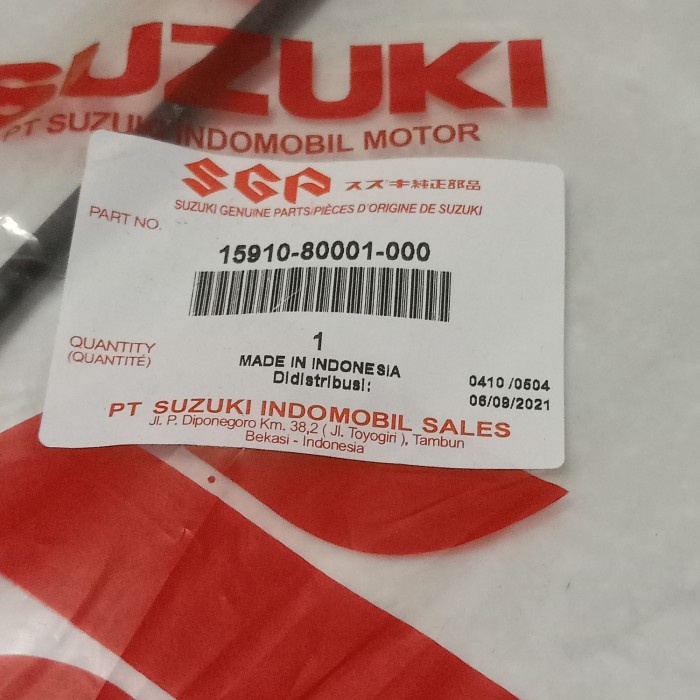 SUZUKI
PT SUZUKI INDOMOBIL MOTOR
SGP スズキ純正部品
SUZUKI GENUINE PARTS/PIÈCES D'ORIGINE DE SUZUKI
PART NO.
15910-80001-000
QUANTITY
(QUANTITÉ)
1
MADE IN INDONESIA
Didistribusi:
0410 /0504
06/09/2021
PT SUZUKI INDOMOBIL SALES
Jl. P. Diponegoro Km. 38,2 ( Jl. Toyogiri ), Tambun
Bekasi - Indonesia